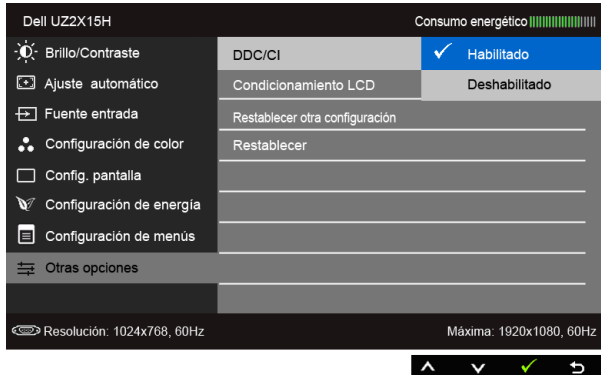 Dell UZ2X15H
Consumo energético
Brillo/Contraste
DDC/CI
Habilitado
Ajuste automático
Condicionamiento LCD
Deshabilitado
Fuente entrada
Restablecer otra configuración
Configuración de color
Restablecer
Config. pantalla
Configuración de energía
Configuración de menús
Otras opciones
Resolución: 1024x768, 60Hz
Máxima: 1920x1080, 60Hz